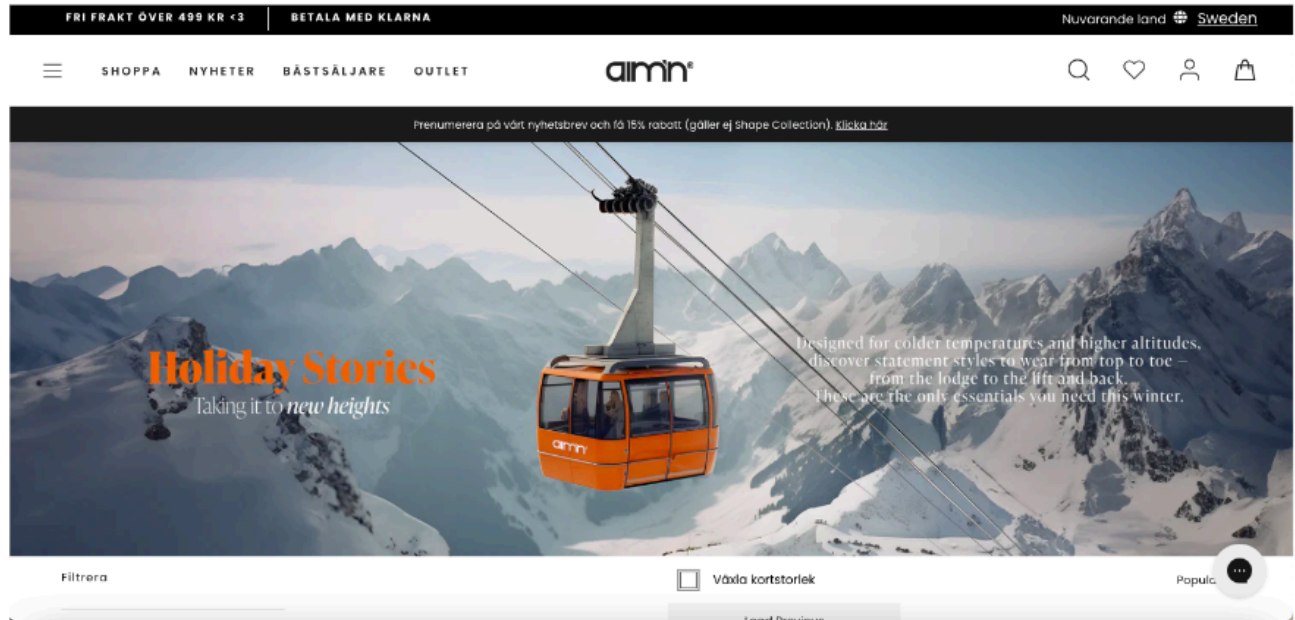 FRI FRAKT ÖVER 499 KR <3
BETALA MED KLARNA
Nuvarande land Sweden
SHOPPA NYHETER BÄSTSÄLJARE OUTLET
aim'n®
Prenumerera på vårt nyhetsbrev och få 15% rabatt (gäller ej Shape Collection). Klicka här
Holiday Stories
Taking it to new heights
Designed for colder temperatures and higher altitudes,
discover statement styles to wear from top to toe –
from the lodge to the lift and back.
These are the only essentials you need this winter.
aim'n
Filtrera
Växla kortstorlek
Popula
Load Previous